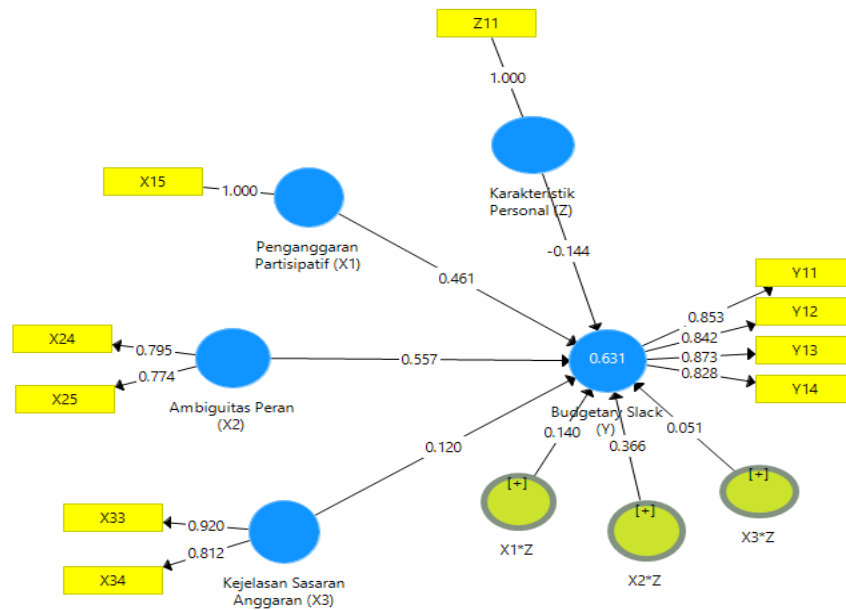 Z11
1.000
Karakteristik
Personal (Z)
-0.144
X15
1.000
Penganggaran
Partisipatif (X1)
0.461
X24
0.795
X25
0.774
Ambiguitas Peran
(X2)
0.557
X33
0.920
X34
0.812
Kejelasan Sasaran
Anggaran (X3)
0.120
0.631
Budgetary Slack
(Y)
Y11
0.853
Y12
0.842
Y13
0.873
Y14
0.828
0.140
0.366
0.051
[+]
X1*Z
[+]
X2*Z
[+]
X3*Z